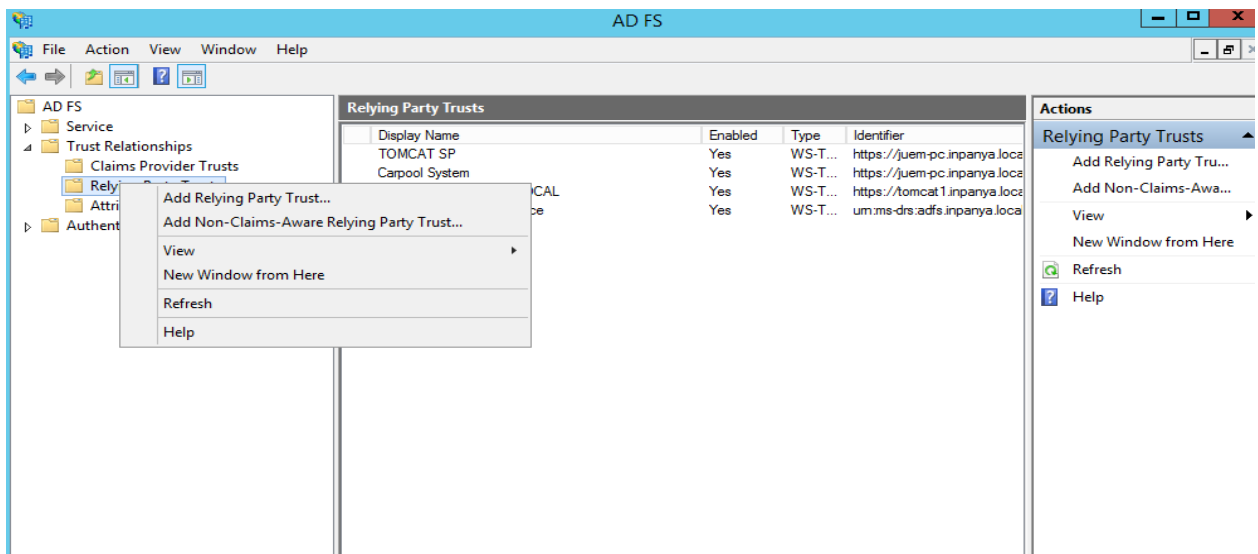 AD FS
File Action View Window Help
AD FS
Service
Trust Relationships
Claims Provider Trusts
Rely
Attri
Authent
Add Relying Party Trust...
Add Non-Claims-Aware Relying Party Trust...
View
New Window from Here
Refresh
Help
Relying Party Trusts
Display Name Enabled Type Identifier
TOMCAT SP Yes WS-T... https://juem-pc.inpanya.loca
Carpool System Yes WS-T... https://juem-pc.inpanya.loca
OCAL Yes WS-T... https://tomcat1.inpanya.loca
ce Yes WS-T... urn:ms-drs:adfs.inpanya.loca
Actions
Relying Party Trusts
Add Relying Party Tru...
Add Non-Claims-Awa...
View
New Window from Here
Refresh
Help